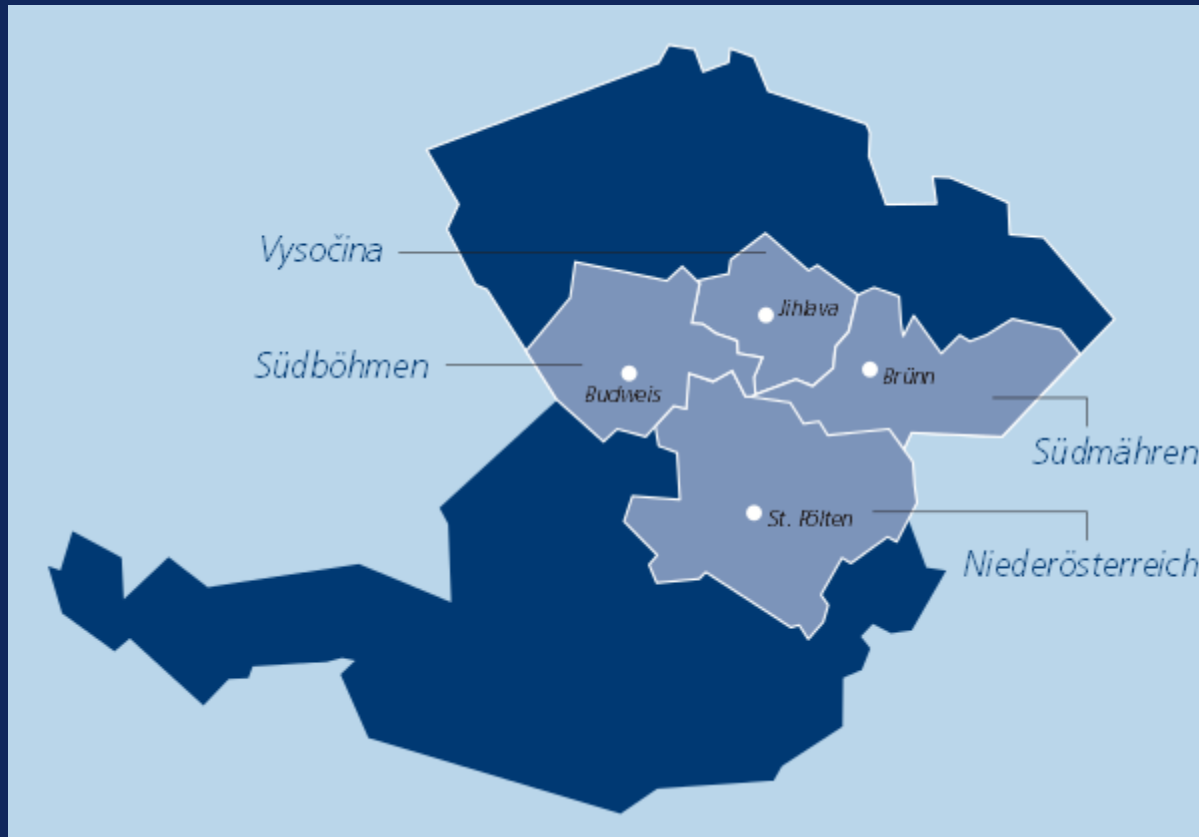 Vysočina
Jihlava
Südböhmen
Budweis
Brünn
Südmähren
St. Pölten
Niederösterreich